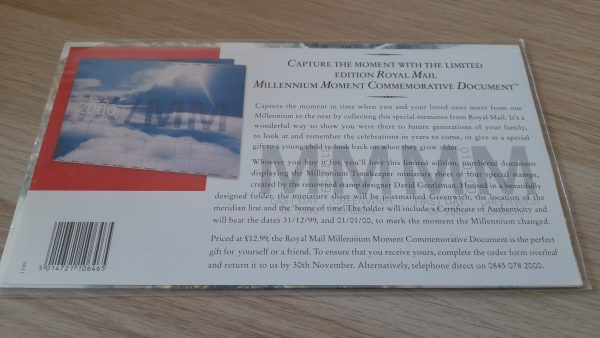 CAPTURE THE MOMENT WITH THE LIMITED
EDITION ROYAL MAIL
MILLENNIUM MOMENT COMMEMORATIVE DOCUMENT™
Capture the moment in time when you and your loved ones move from one
Millennium to the next by collecting this special memento from Royal Mail. It's a
wonderful way to show you were there to future generations of your family,
to look at and remember the celebrations in years to come, or give as a special
gift to a young child to look back on when they grow older.
Whoever you buy it for, you'll love this limited edition, numbered document
displaying the Millennium Timekeeper miniature sheet of four special stamps,
created by the renowned stamp designer David Gentleman. Housed in a beautifully
designed folder, the miniature sheet will be postmarked Greenwich, the location of the
meridian line and the 'home of time'. The folder will include a Certificate of Authenticity and
will bear the dates 31/12/99, and 01/01/00, to mark the moment the Millennium changed.
Priced at £12.99, the Royal Mail Millennium Moment Commemorative Document is the perfect
gift for yourself or a friend. To ensure that you receive yours, complete the order form overleaf
and return it to us by 30th November. Alternatively, telephone direct on 0845 078 2000.
2000
5 014721 106465